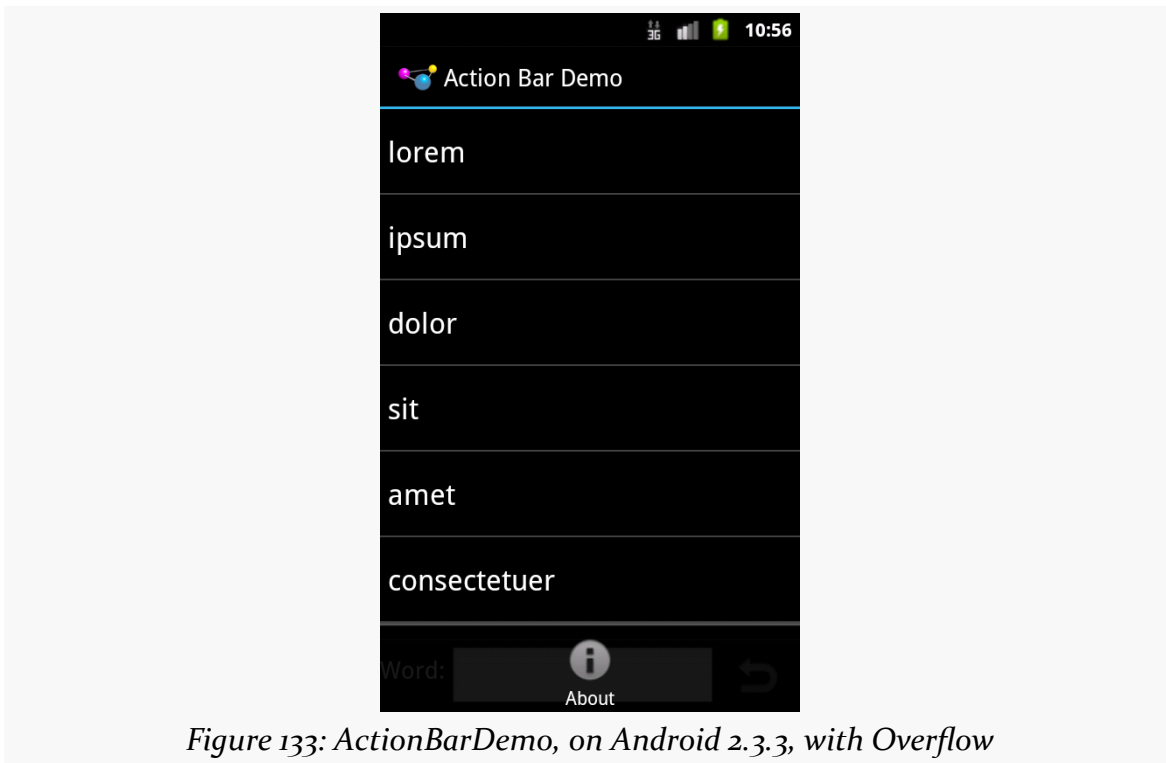 3G 10:56
Action Bar Demo
lorem
ipsum
dolor
sit
amet
consectetuer
Word:
About
Figure 133: ActionBarDemo, on Android 2.3.3, with Overflow